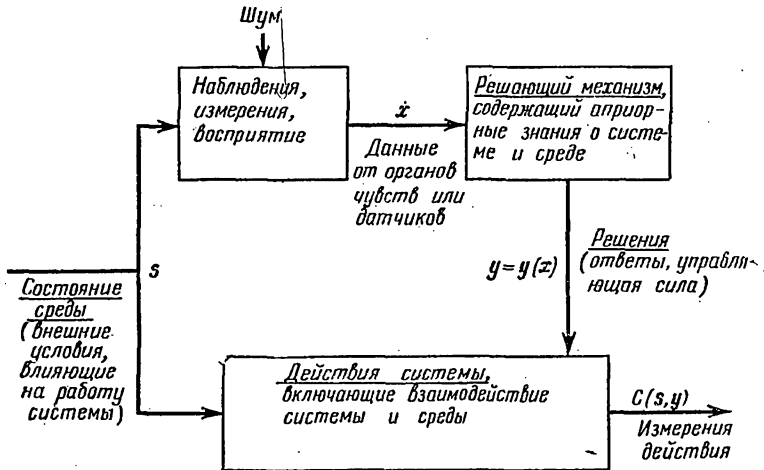 Шум
Наблюдения,
измерения,
восприятие
x
Данные
от органов
чувств или
датчиков
Решающий механизм,
содержащий априор-
ные знания о систе-
ме и среде
s
Состояние
среды
(внешние
условия,
влияющие
на работу
системы)
y=y(x)
Решения
(ответы, управля-
ющая сила)
Действия системы,
включающие взаимодействие
системы и среды
C(s,y)
Измерения
действия